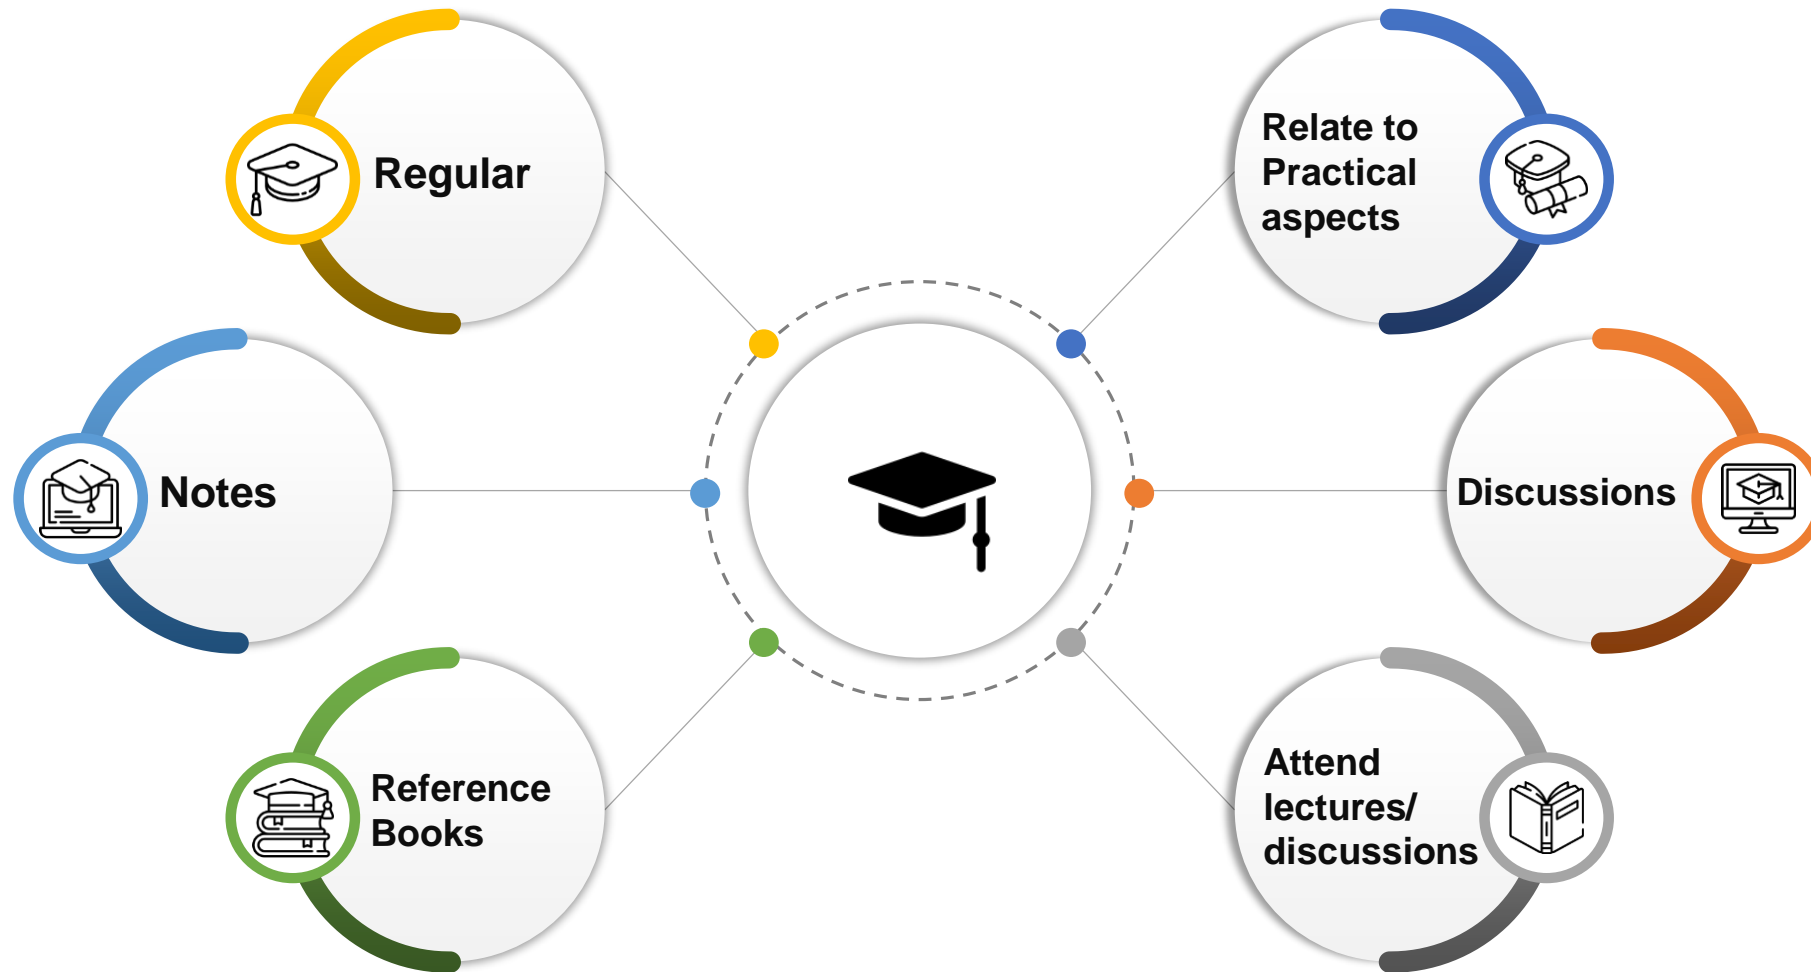 Regular
Notes
Reference
Books
Relate to
Practical
aspects
Discussions
Attend
lectures/
discussions